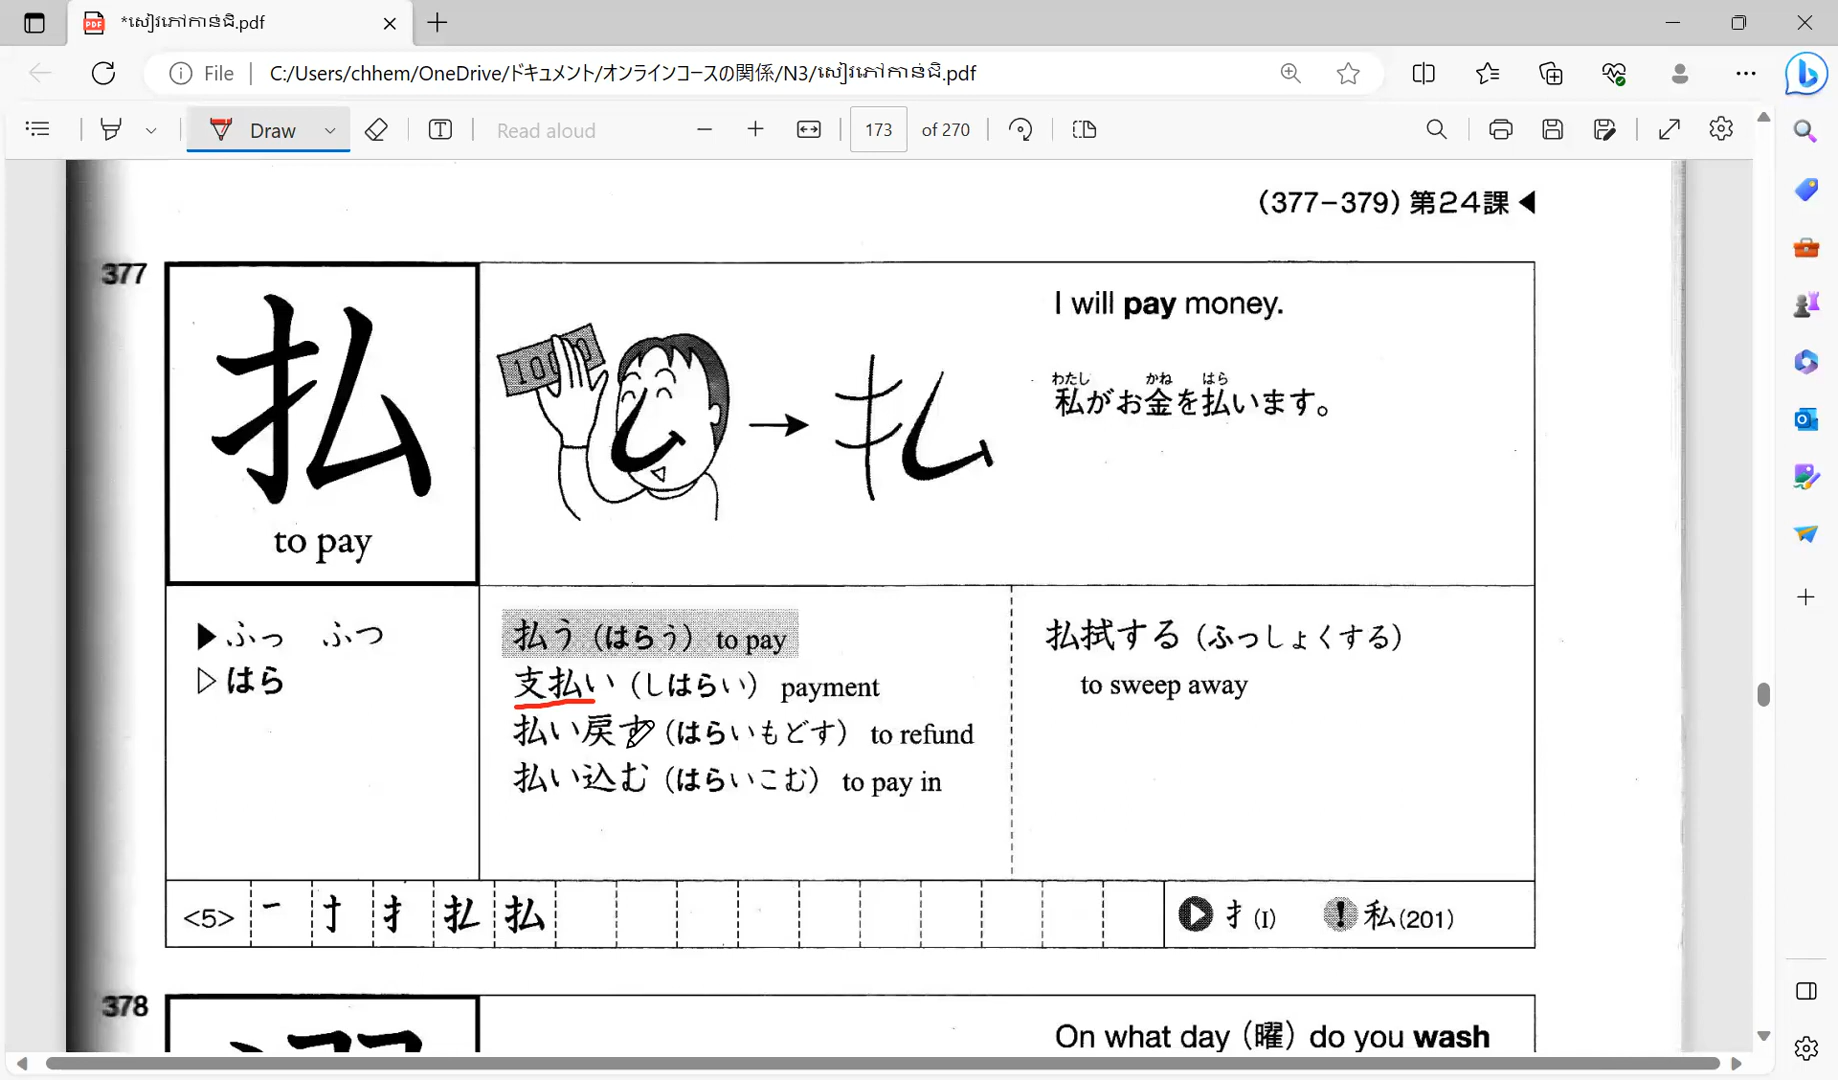 *សៀវភៅកាន់ជិ.pdf
File
C:/Users/chhem/OneDrive/ドキュメント/オンラインコースの関係/N3/សៀវភៅកាន់ជិ.pdf
Draw
Read aloud
173
of 270
(377–379) 第24課◀
377
払
to pay
1000
払
I will pay money.
わたし かね はら
私がお金を払います。
▶ふっ ふつ
▷はら
払う (はらう) to pay
支払い (しはらい) payment
払い戻す (はらいもどす) to refund
払い込む (はらいこむ) to pay in
払拭する (ふっしょくする)
to sweep away
<5>
払
扌(I)
! 私(201)
378
On what day (曜) do you wash